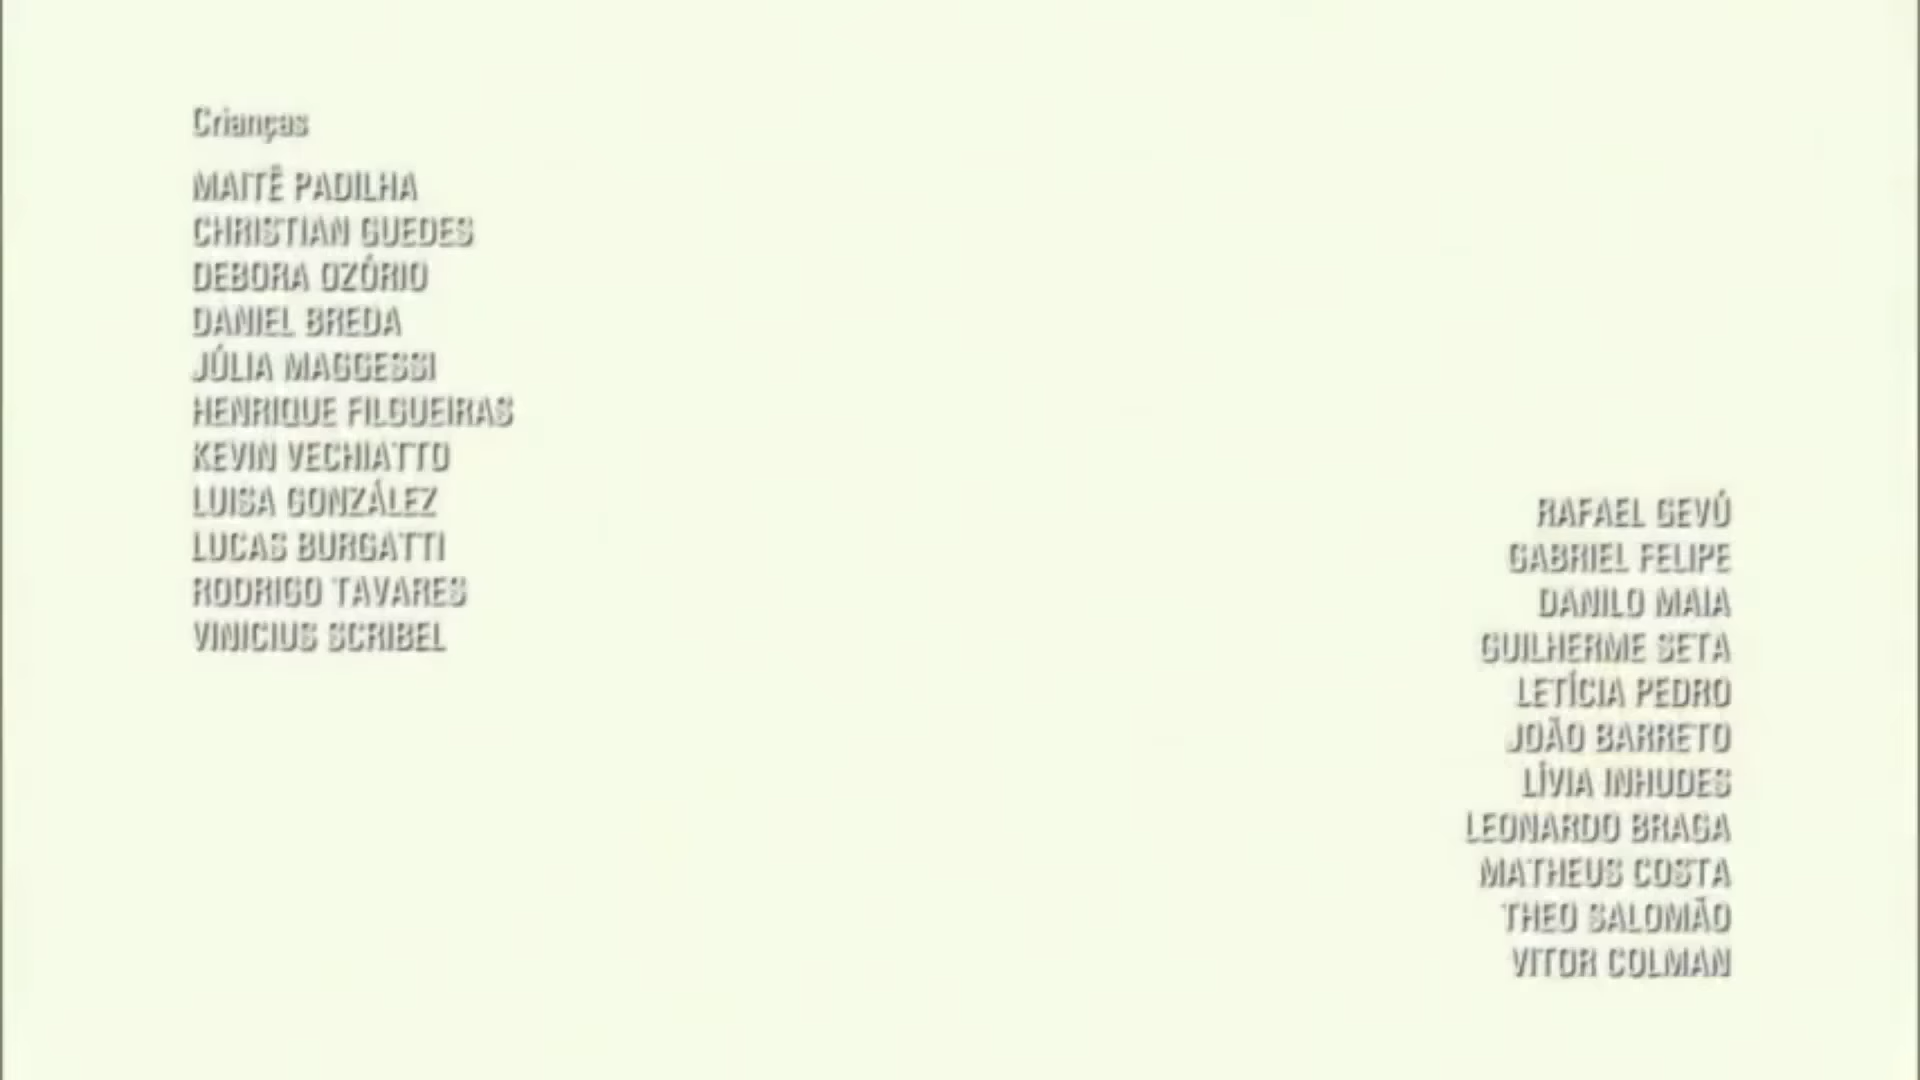 Crianças
MAITÊ PADILHA
CHRISTIAN GUEDES
DEBORA OZÓRIO
DANIEL BREDA
JÚLIA MAGGESSI
HENRIQUE FILGUEIRAS
KEVIN VECHIATTO
LUISA GONZÁLEZ
LUCAS BURGATTI
RODRIGO TAVARES
VINICIUS SCRIBEL
RAFAEL GEVÚ
GABRIEL FELIPE
DANILO MAIA
GUILHERME SETA
LETÍCIA PEDRO
JOÃO BARRETO
LÍVIA INHUDES
LEONARDO BRAGA
MATHEUS COSTA
THEO SALOMÃO
VITOR COLMAN